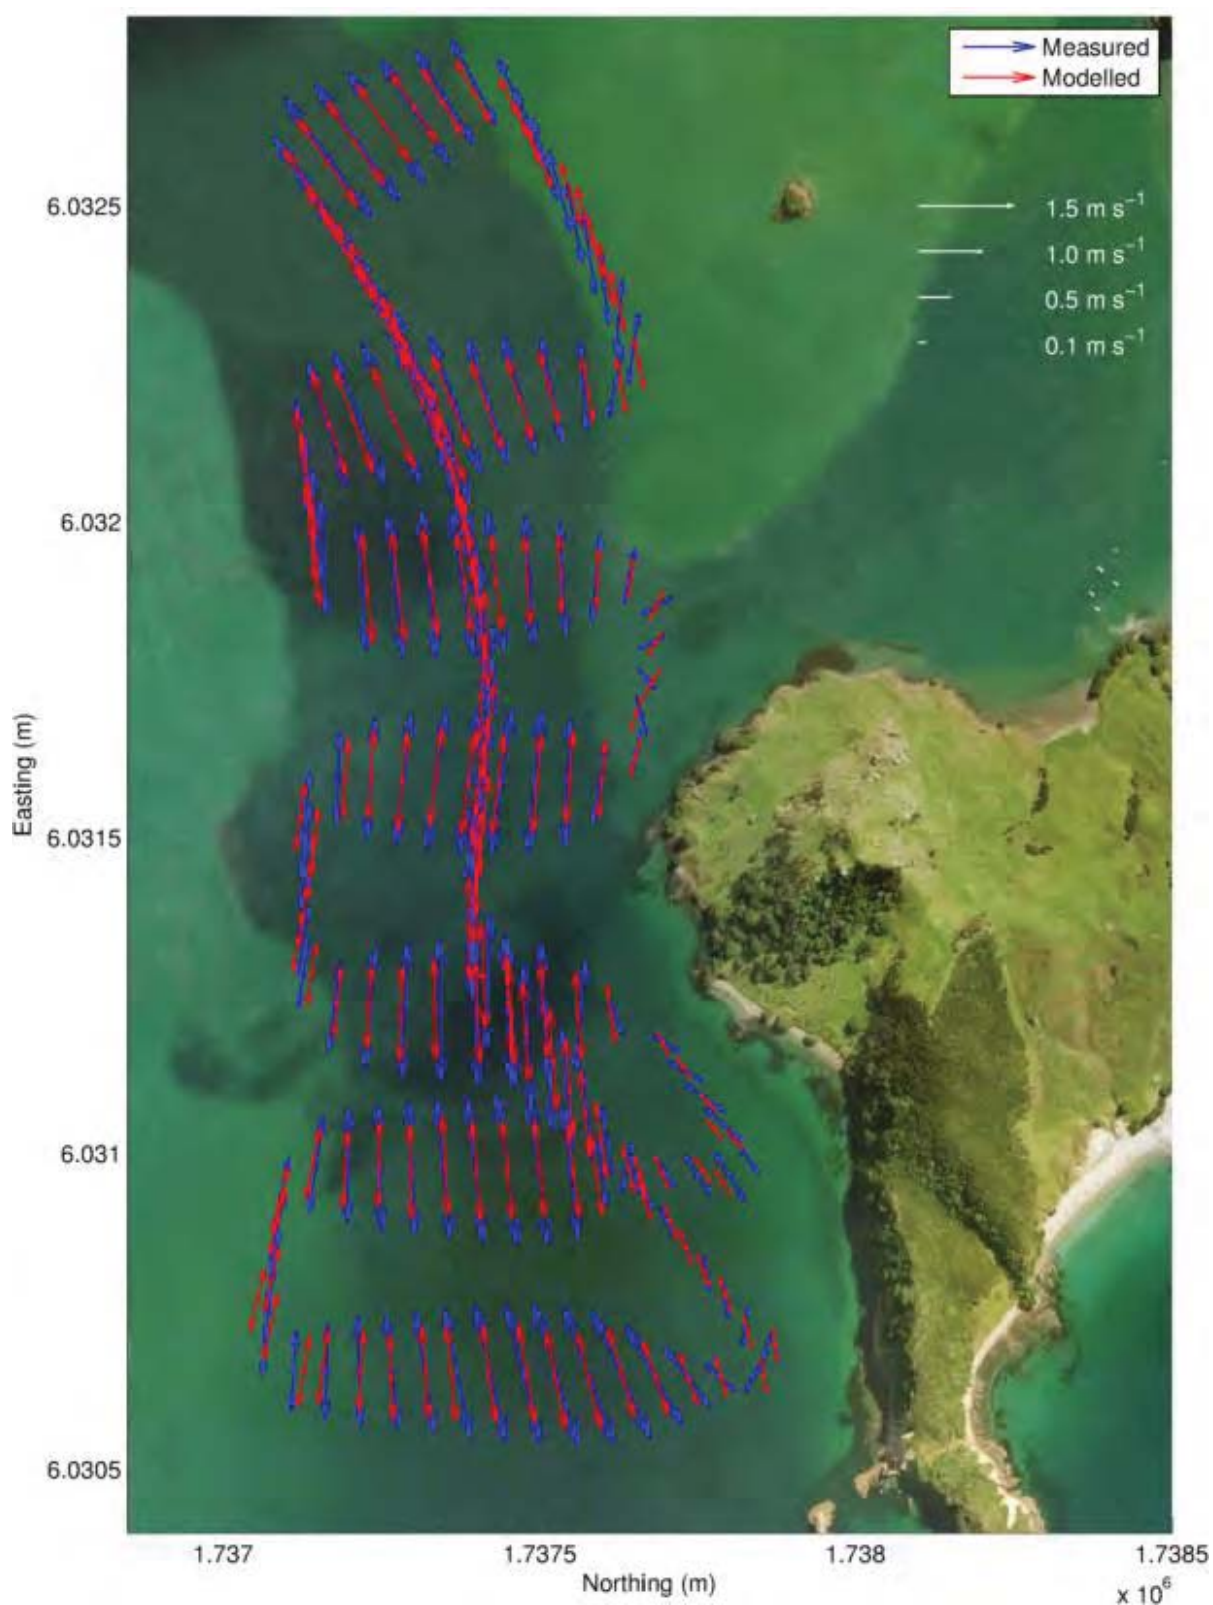 Measured
Modelled
6.0325
1.5 m s⁻¹
1.0 m s⁻¹
0.5 m s⁻¹
0.1 m s⁻¹
6.032
Easting (m)
6.0315
6.031
6.0305
1.737
1.7375
1.738
1.7385
Northing (m)
x 10⁶